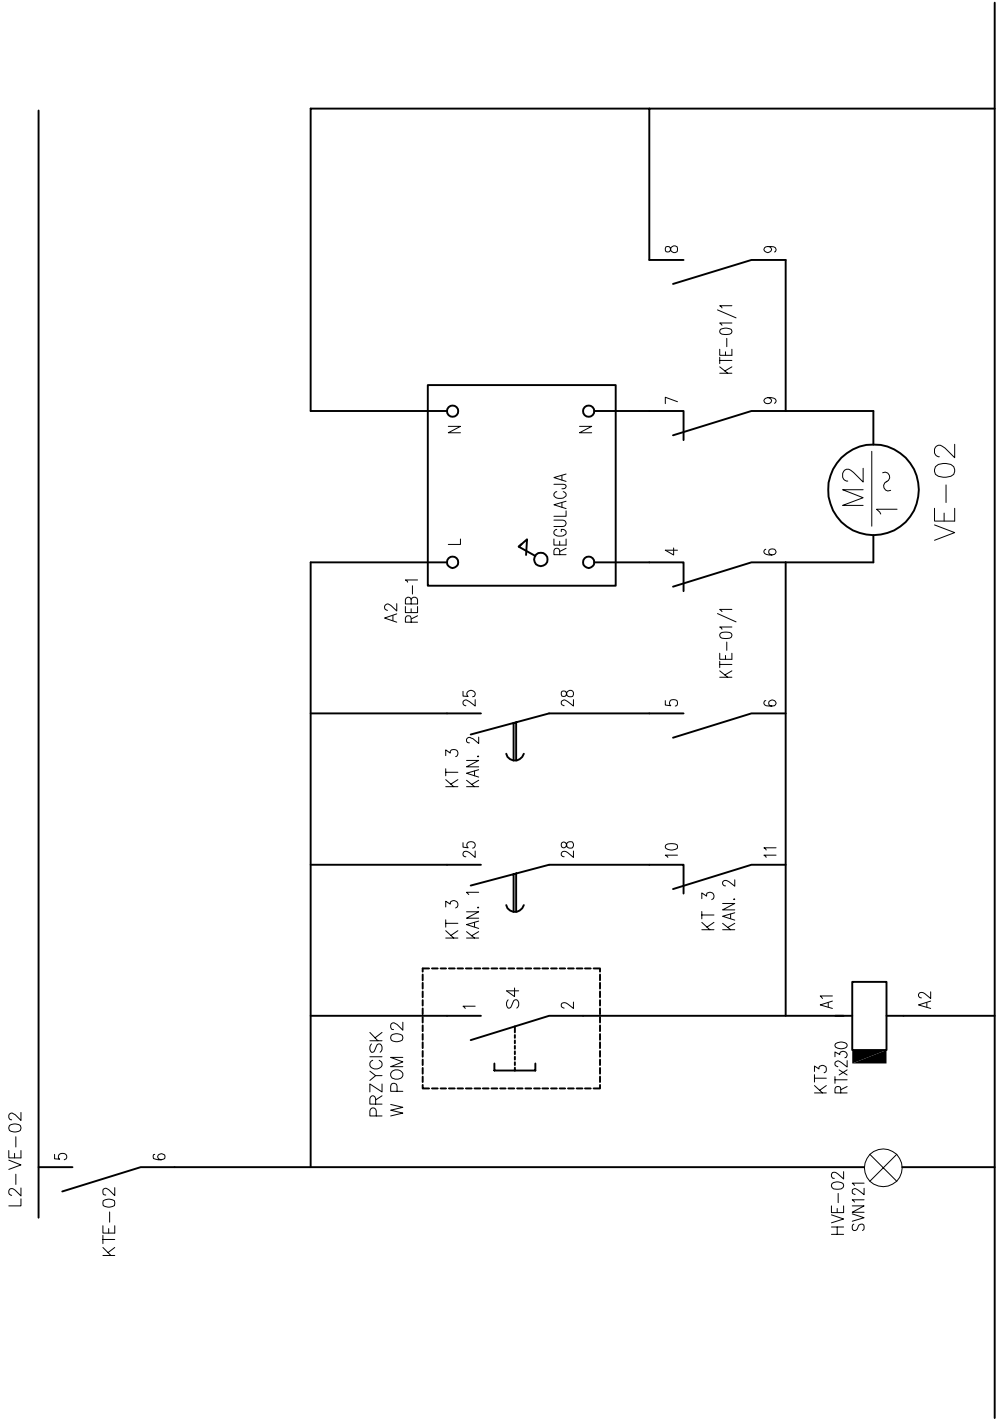 L2-VE-02
5
6
KTE-02
HVE-02
SVN121
PRZYCISK
W POM 02
1
S4
2
KT3
RTx230
A1
A2
25
28
KT 3
KAN. 1
10
11
KT 3
KAN. 2
25
28
KT 3
KAN. 2
5
6
A2
REB-1
L
N
REGULACJA
N
4
6
KTE-01/1
7
9
KTE-01/1
8
9
M2
1 ~
VE-02